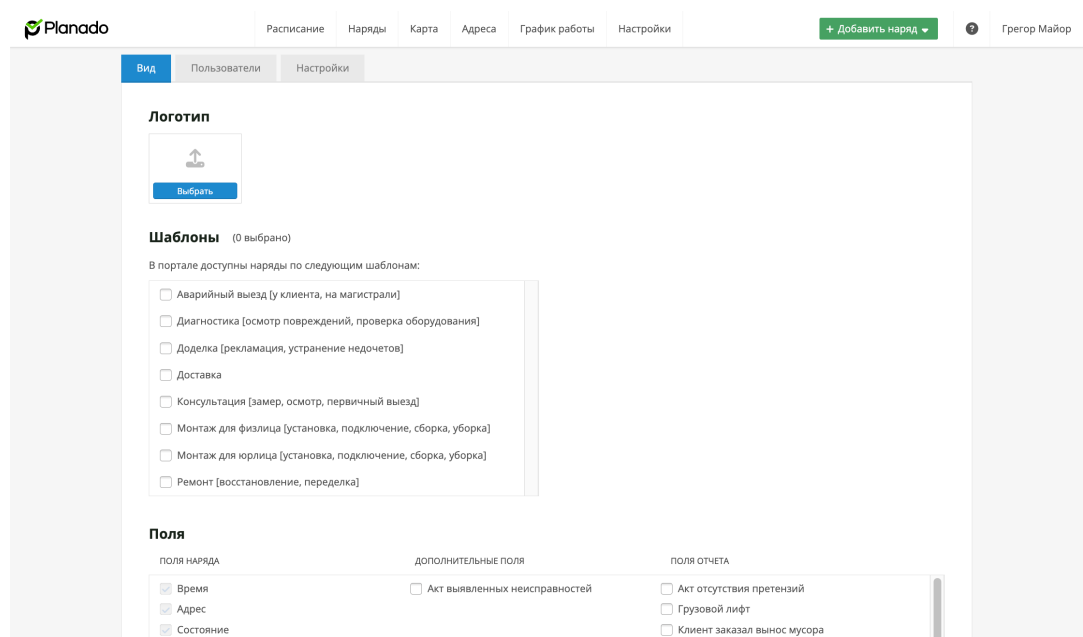 Planado Расписание Наряды Карта Адреса График работы Настройки + Добавить наряд ? Грегор Майор
Вид Пользователи Настройки
Логотип
Выбрать
Шаблоны (0 выбрано)
В портале доступны наряды по следующим шаблонам:
Аварийный выезд [у клиента, на магистрали]
Диагностика [осмотр повреждений, проверка оборудования]
Доделка [рекламация, устранение недочетов]
Доставка
Консультация [замер, осмотр, первичный выезд]
Монтаж для физлица [установка, подключение, сборка, уборка]
Монтаж для юрлица [установка, подключение, сборка, уборка]
Ремонт [восстановление, переделка]
Поля
ПОЛЯ НАРЯДА ДОПОЛНИТЕЛЬНЫЕ ПОЛЯ ПОЛЯ ОТЧЕТА
Время Акт выявленных неисправностей Акт отсутствия претензий
Адрес Грузовой лифт
Состояние Клиент заказал вынос мусора